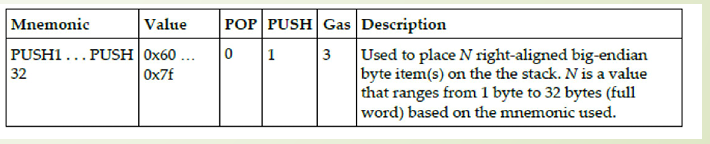 Mnemonic Value POP PUSH Gas Description
PUSH1 . . . PUSH 0x60 ... 0 1 3 Used to place N right-aligned big-endian
32 0x7f byte item(s) on the the stack. N is a value
that ranges from 1 byte to 32 bytes (full
word) based on the mnemonic used.